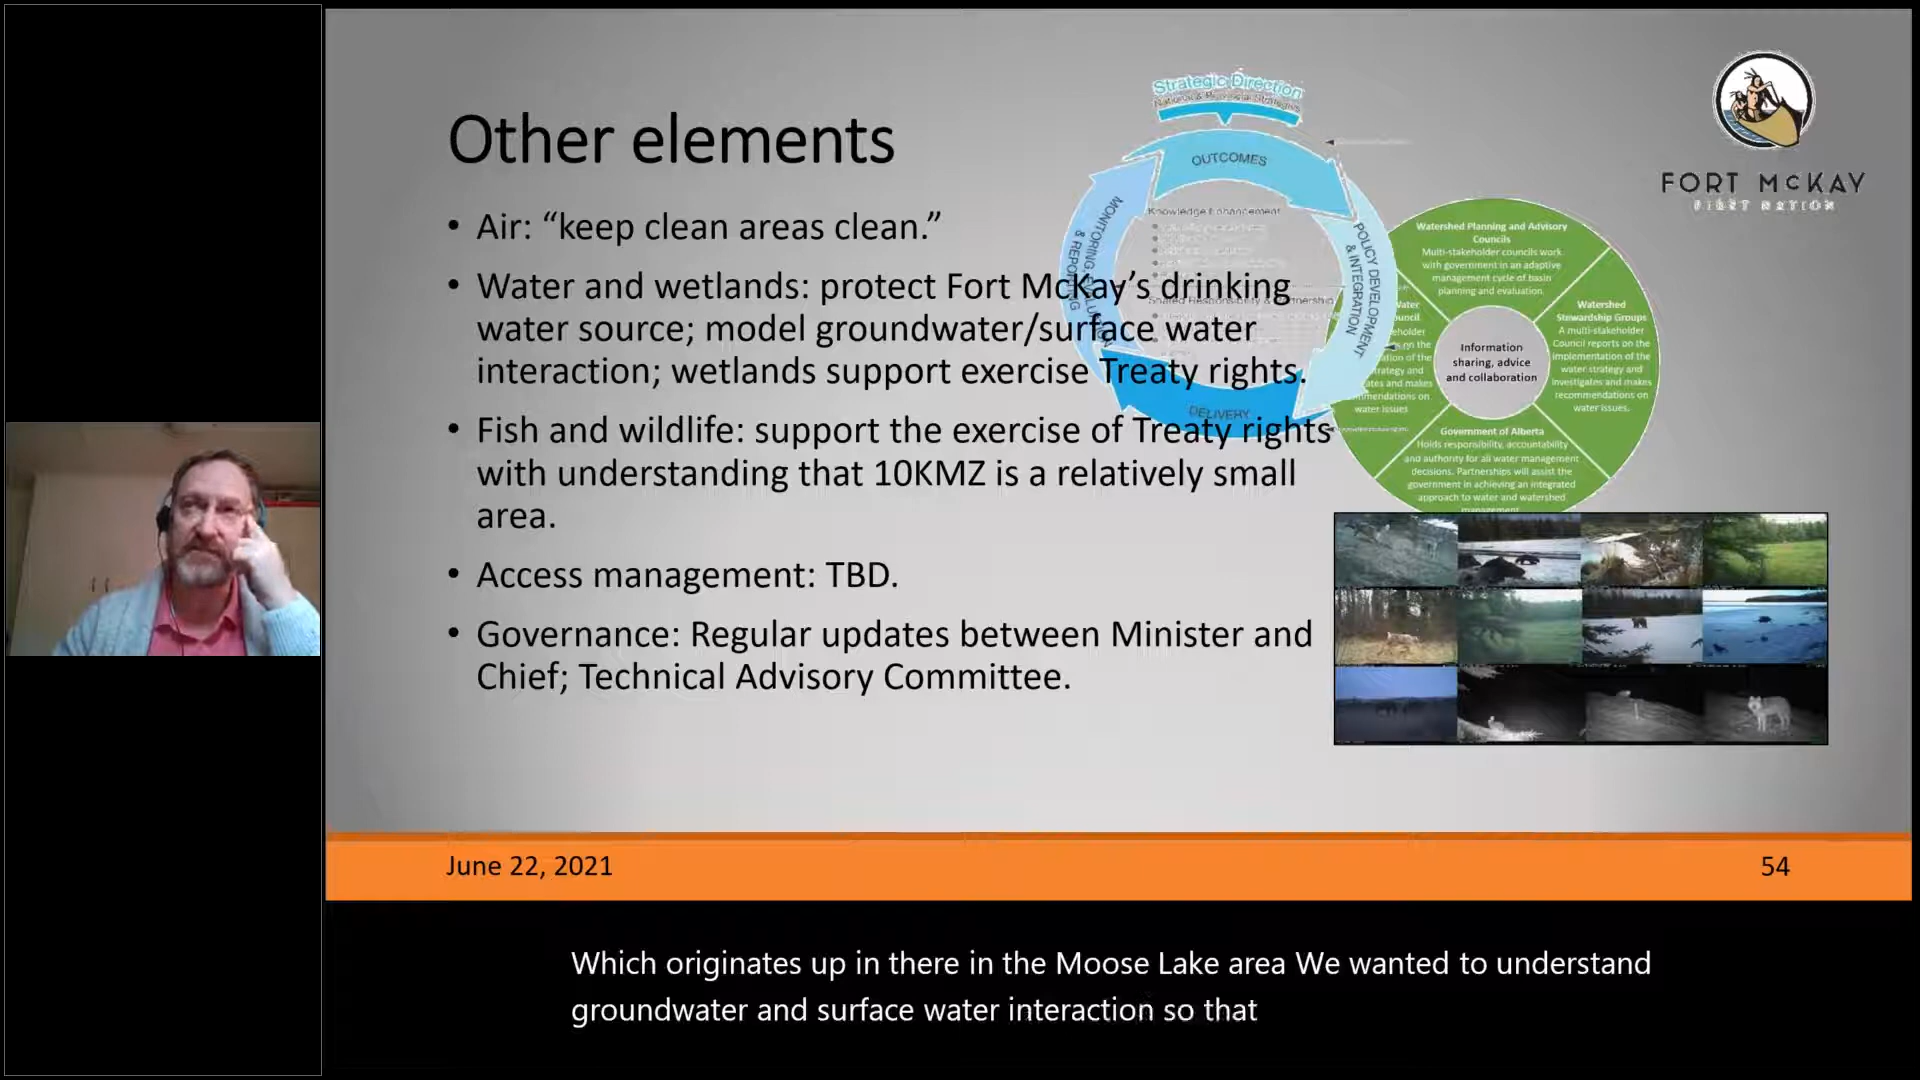 Other elements
• Air: “keep clean areas clean.”
• Water and wetlands: protect Fort McKay’s drinking
water source; model groundwater/surface water
interaction; wetlands support exercise Treaty rights.
• Fish and wildlife: support the exercise of Treaty rights
with understanding that 10KMZ is a relatively small
area.
• Access management: TBD.
• Governance: Regular updates between Minister and
Chief; Technical Advisory Committee.
Strategic Direction
National & Provincial Strategies
OUTCOMES
POLICY DEVELOPMENT
& INTEGRATION
DELIVERY
MONITORING, EVALUATION
& REPORTING
Knowledge Enhancement
Shared Responsibility & Partnership
Watershed Planning and Advisory
Councils
Multi-stakeholder councils work
with government in an adaptive
management cycle of basin
planning and evaluation.
Watershed
Stewardship Groups
A multi-stakeholder
Council reports on the
implementation of the
water strategy and
investigates and makes
recommendations on
water issues.
Information
sharing, advice
and collaboration
water issues
Government of Alberta
Holds responsibility, accountability
and authority for all water management
decisions. Partnerships will assist the
government in achieving an integrated
approach to water and watershed
management
FORT McKAY
FIRST NATION
June 22, 2021
54
Which originates up in there in the Moose Lake area We wanted to understand
groundwater and surface water interaction so that